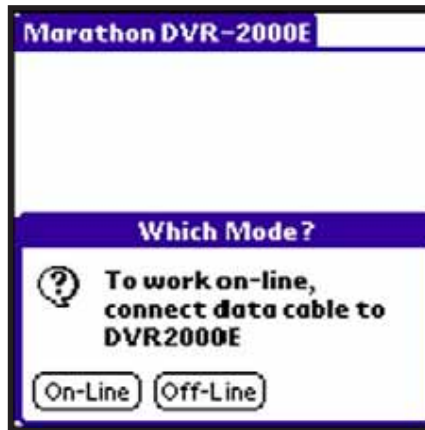 Marathon DVR-2000E
Which Mode?
To work on-line,
connect data cable to
DVR2000E
On-Line Off-Line